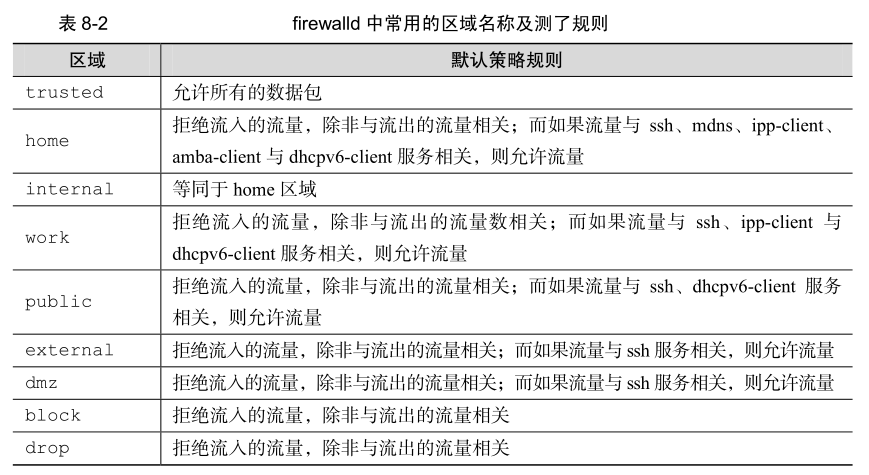 表 8-2 firewalld 中常用的区域名称及测了规则
区域 默认策略规则
trusted 允许所有的数据包
home 拒绝流入的流量，除非与流出的流量相关；而如果流量与 ssh、mdns、ipp-client、
amba-client 与 dhcpv6-client 服务相关，则允许流量
internal 等同于 home 区域
work 拒绝流入的流量，除非与流出的流量数相关；而如果流量与 ssh、ipp-client 与
dhcpv6-client 服务相关，则允许流量
public 拒绝流入的流量，除非与流出的流量相关；而如果流量与 ssh、dhcpv6-client 服务
相关，则允许流量
external 拒绝流入的流量，除非与流出的流量相关；而如果流量与 ssh 服务相关，则允许流量
dmz 拒绝流入的流量，除非与流出的流量相关；而如果流量与 ssh 服务相关，则允许流量
block 拒绝流入的流量，除非与流出的流量相关
drop 拒绝流入的流量，除非与流出的流量相关